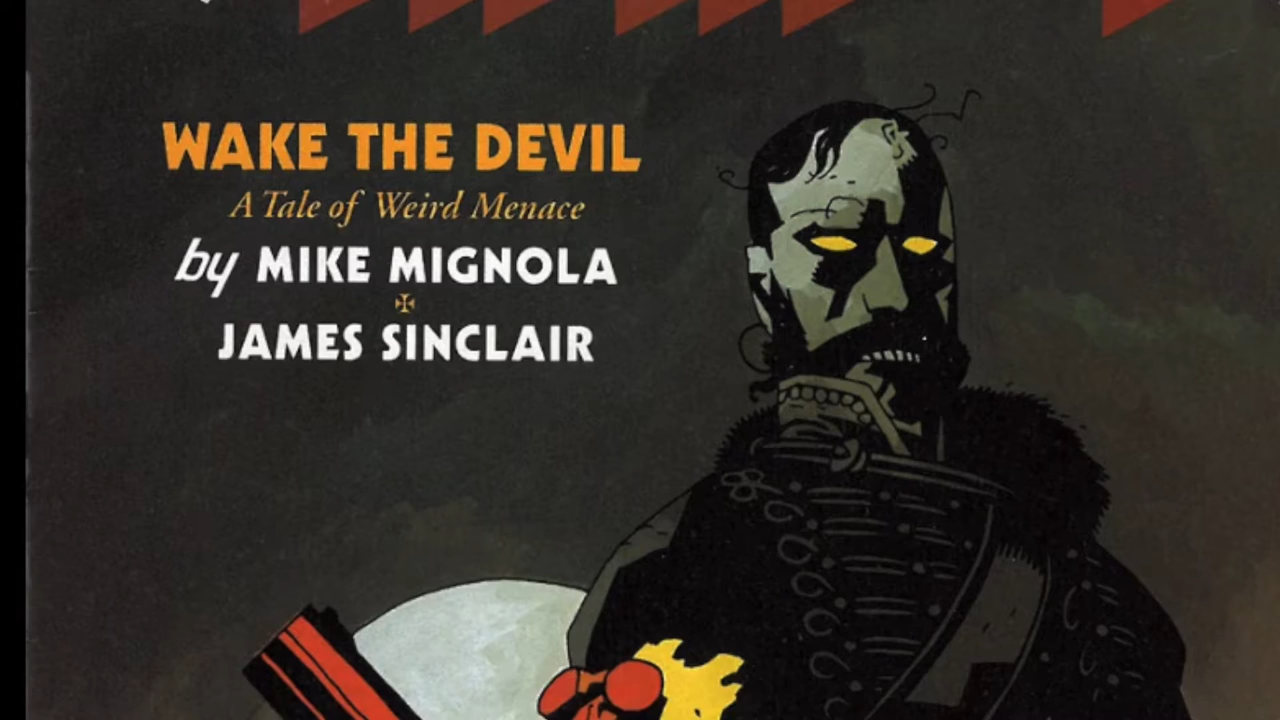 WAKE THE DEVIL
A Tale of Weird Menace
by MIKE MIGNOLA
JAMES SINCLAIR